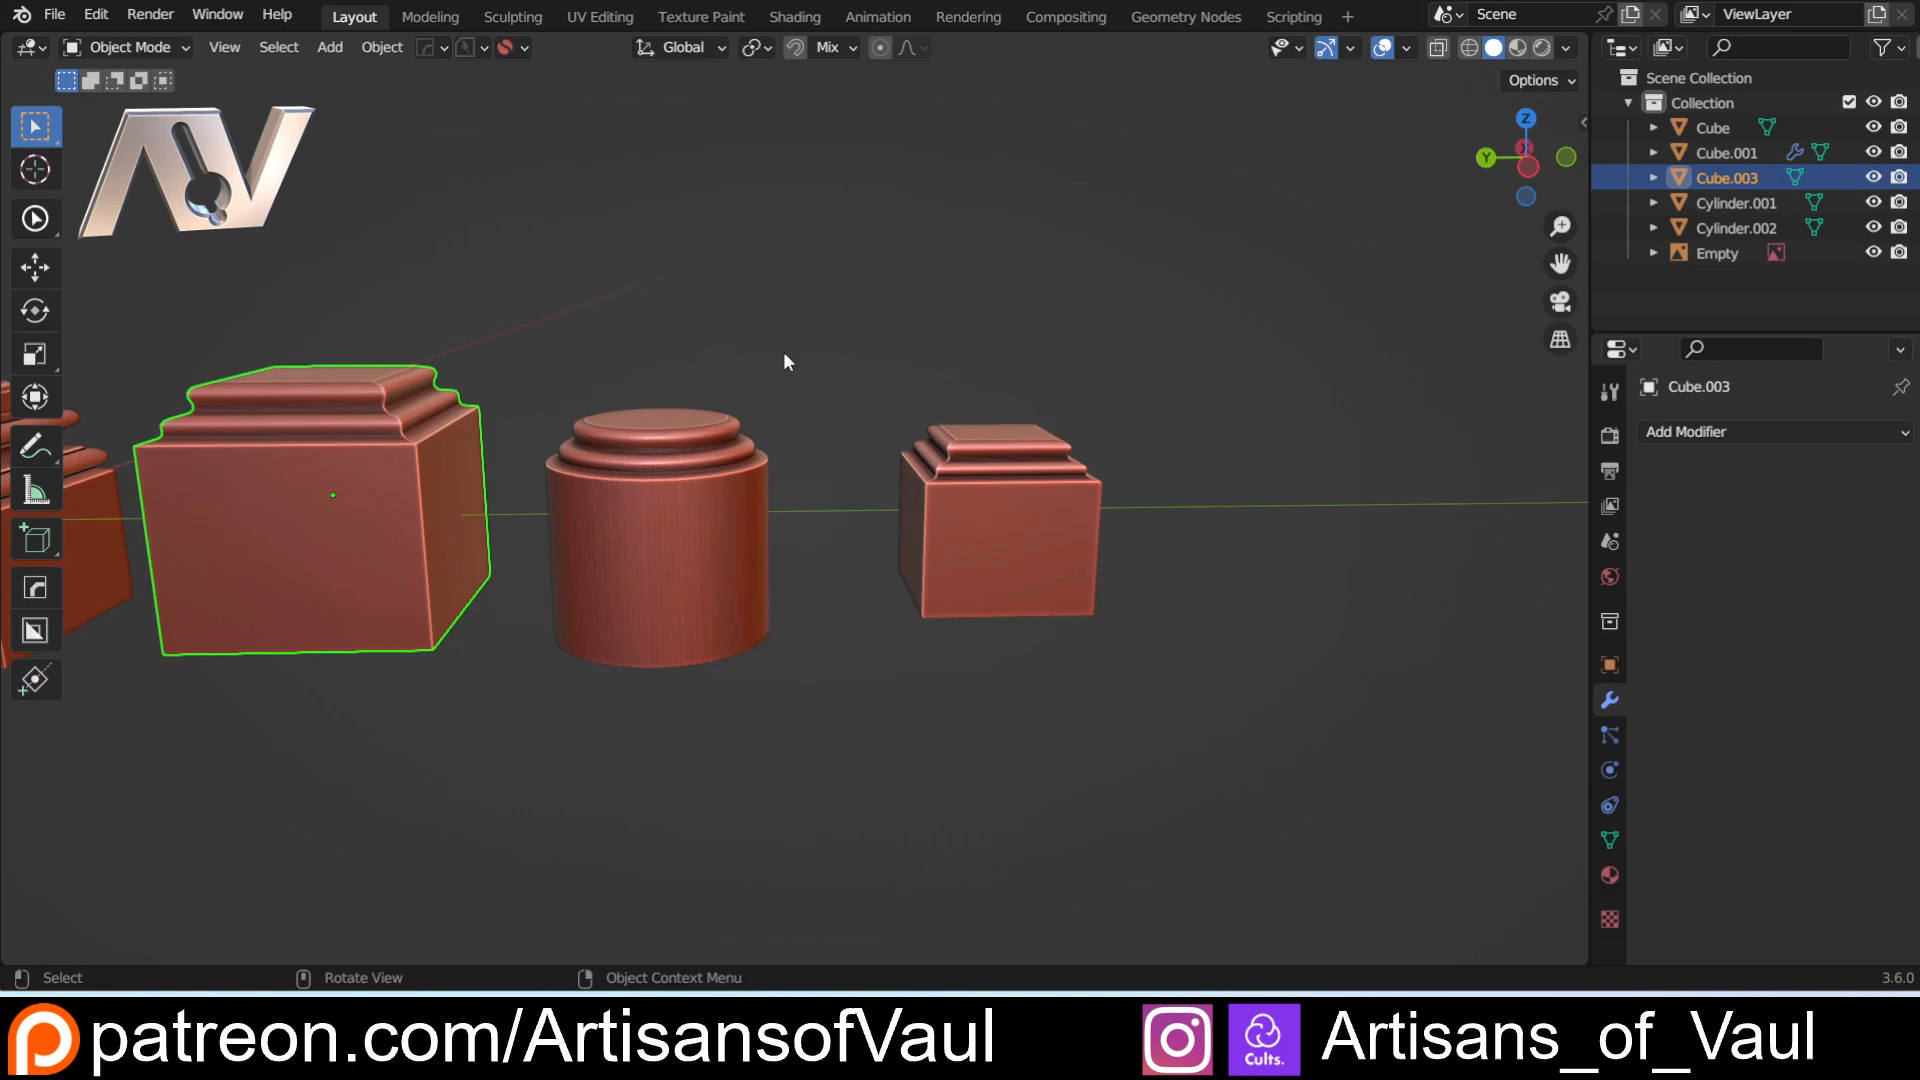 File Edit Render Window Help Layout Modeling Sculpting UV Editing Texture Paint Shading Animation Rendering Compositing Geometry Nodes Scripting + Scene ViewLayer
Object Mode View Select Add Object Global Mix
Options
Scene Collection
Collection
Cube
Cube.001
Cube.003
Cylinder.001
Cylinder.002
Empty
Z
Y
X
Cube.003
Add Modifier
Select Rotate View Object Context Menu 3.6.0
patreon.com/ArtisansofVaul Cults. Artisans_of_Vaul